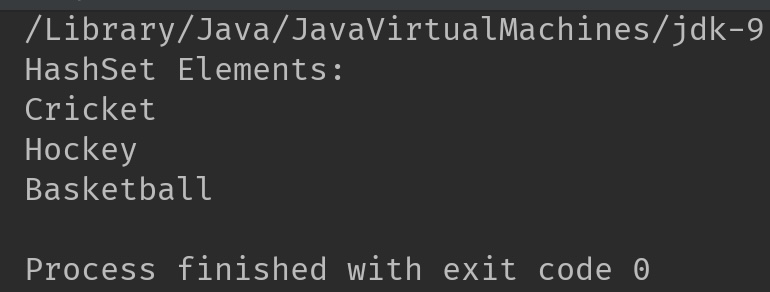 /Library/Java/JavaVirtualMachines/jdk-9
HashSet Elements:
Cricket
Hockey
Basketball
Process finished with exit code 0